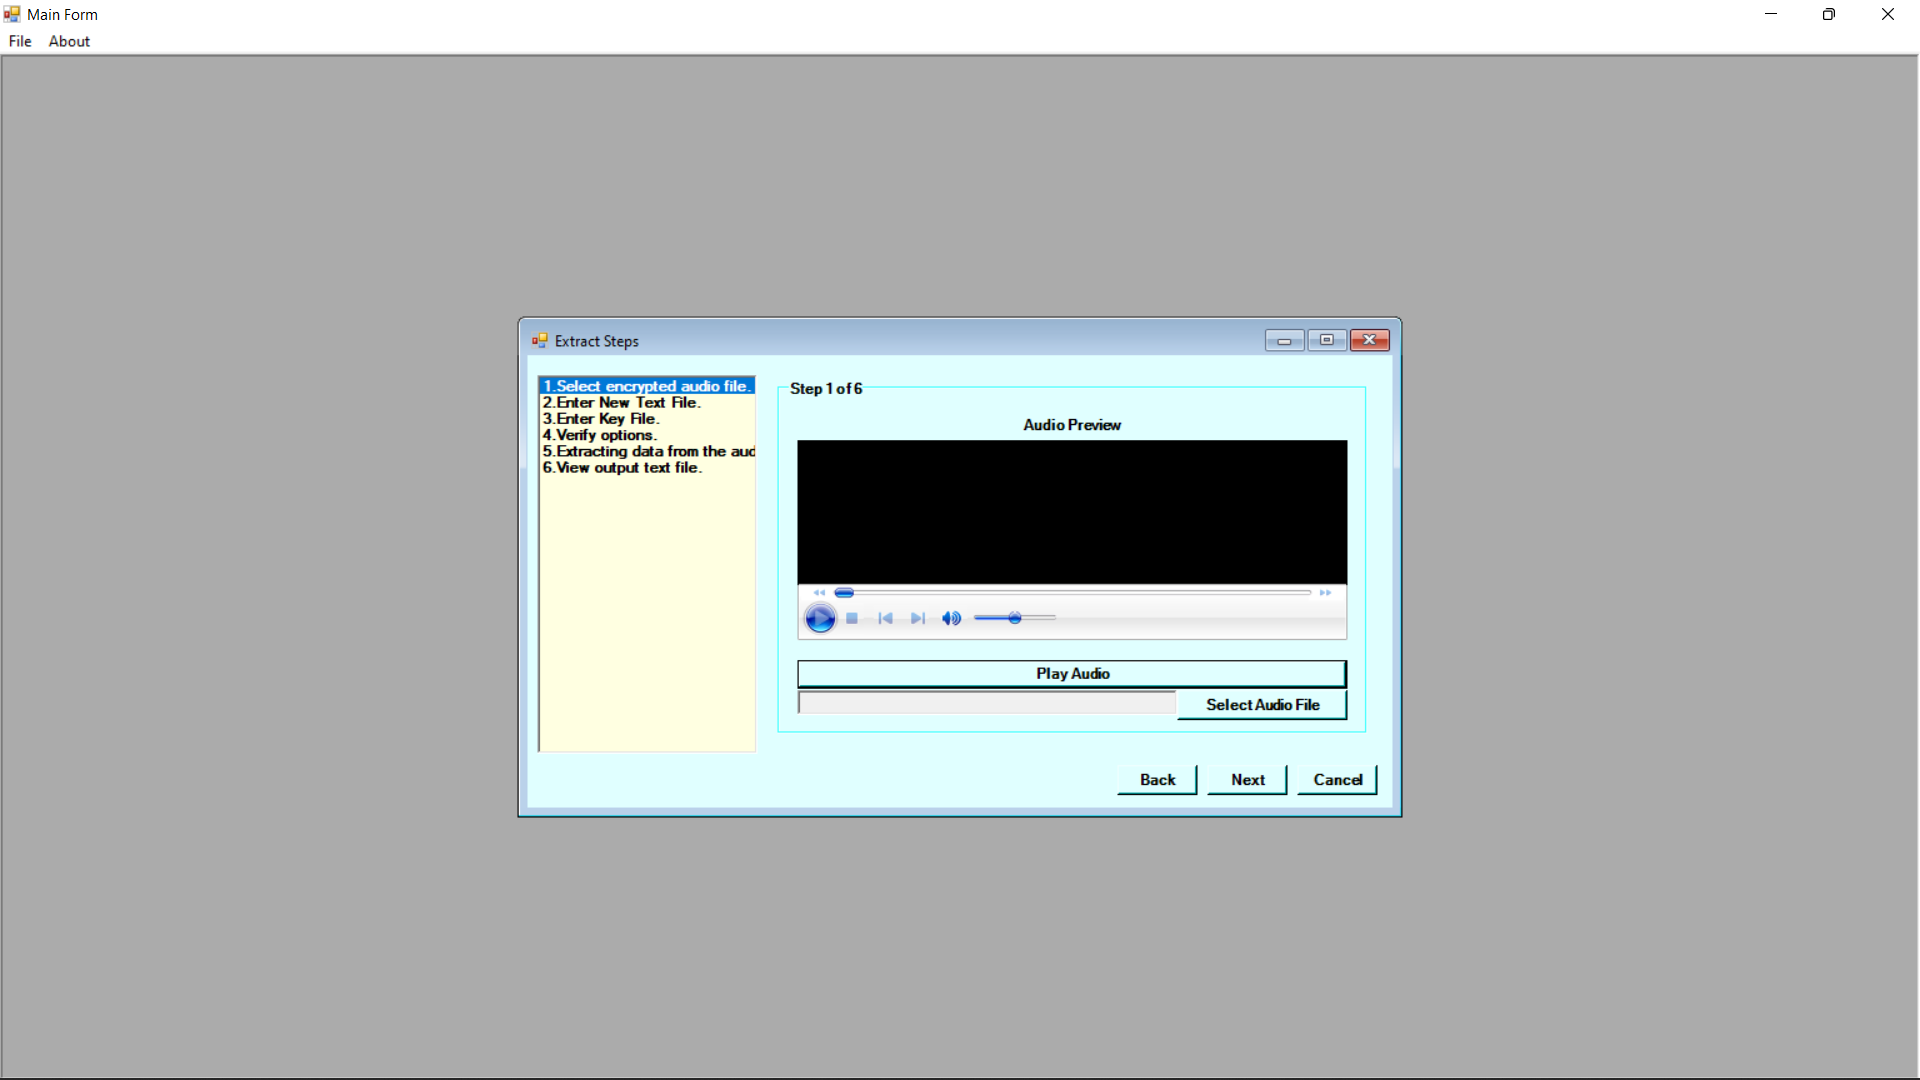 Main Form
File About
Extract Steps
1.Select encrypted audio file.
2.Enter New Text File.
3.Enter Key File.
4.Verify options.
5.Extracting data from the aud
6.View output text file.
Step 1 of 6
Audio Preview
Play Audio
Select Audio File
Back Next Cancel